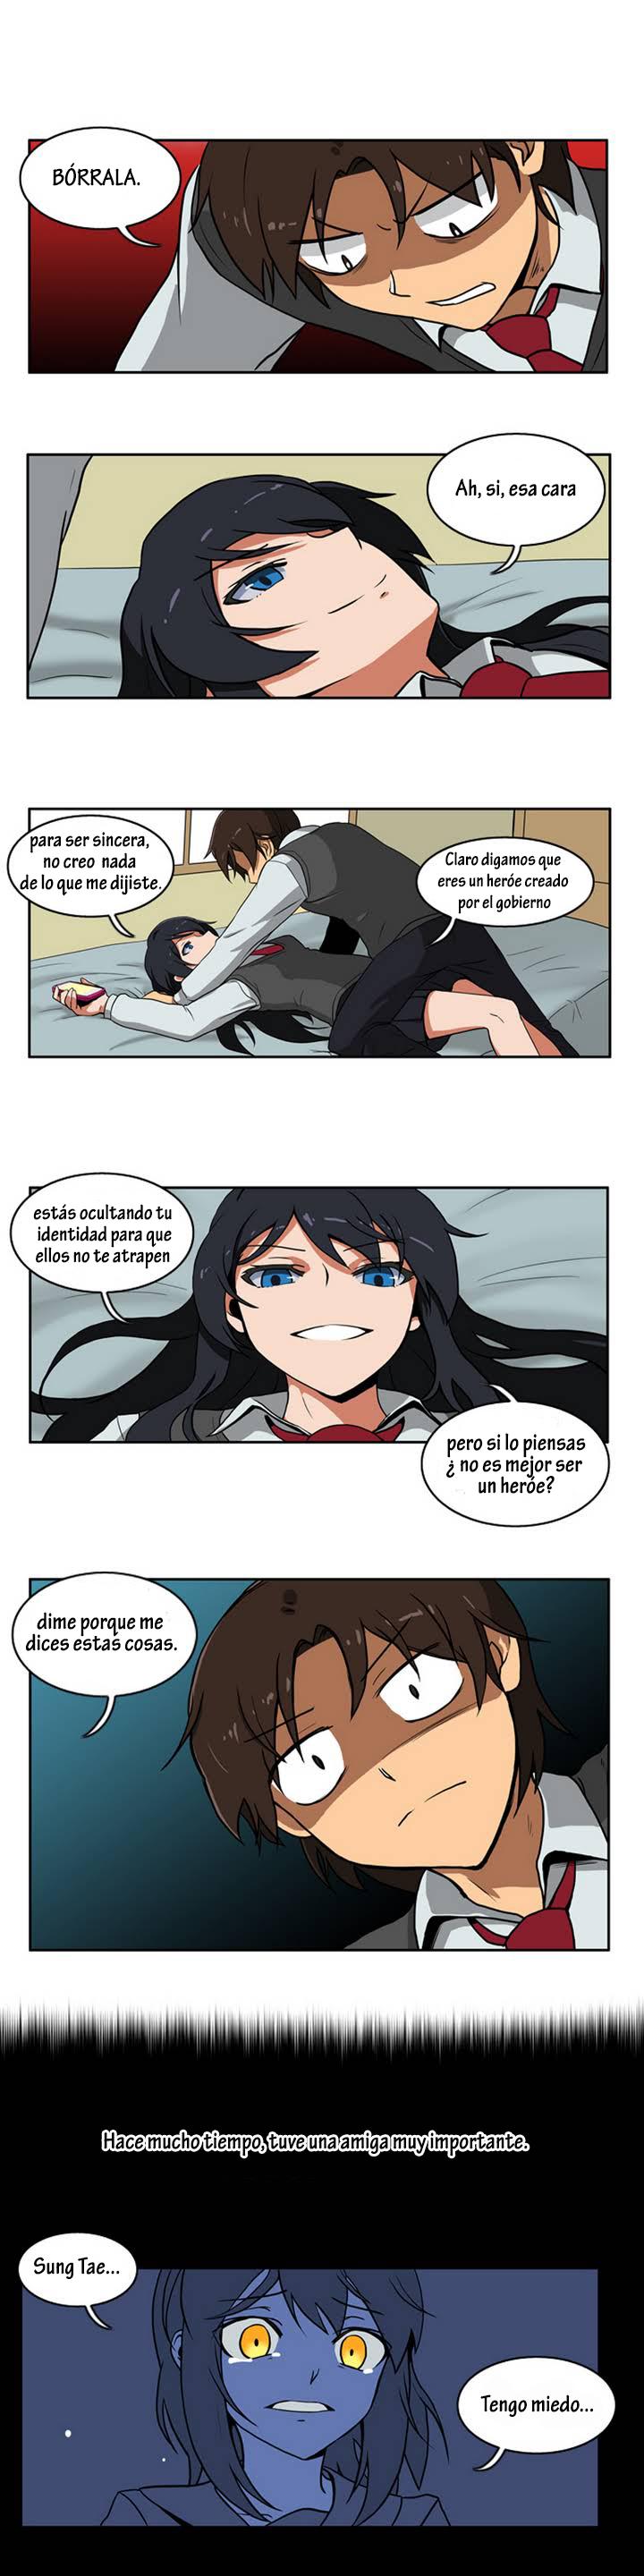 BÓRRALA.
Ah, si, esa cara
para ser sincera,
no creo nada
de lo que me dijiste.
Claro digamos que
eres un heróe creado
por el gobierno
estás ocultando tu
identidad para que
ellos no te atrapen
pero si lo piensas
¿ no es mejor ser
un heróe?
dime porque me
dices estas cosas.
Hace mucho tiempo, tuve una amiga muy importante.
Sung Tae...
Tengo miedo...